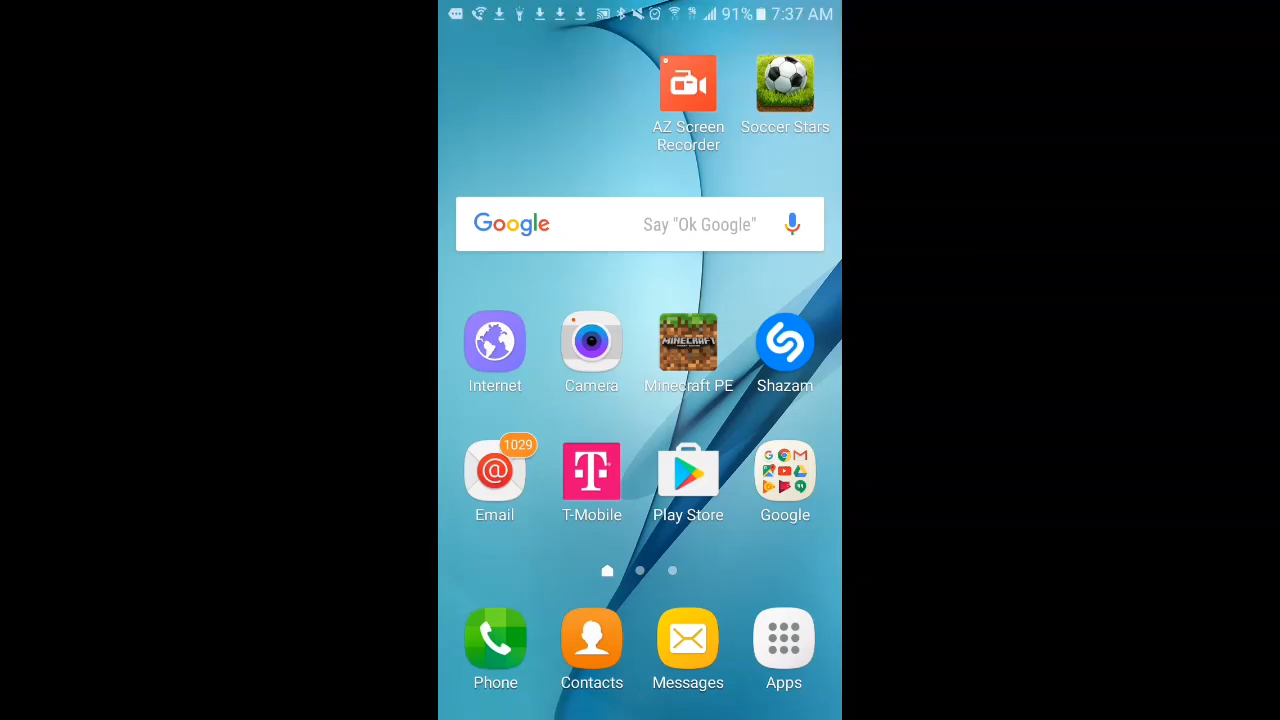 91% 7:37 AM
AZ Screen
Recorder
Soccer Stars
Google Say "Ok Google"
MINECRAFT
Internet Camera Minecraft PE Shazam
1029
Email T-Mobile Play Store Google
Phone Contacts Messages Apps